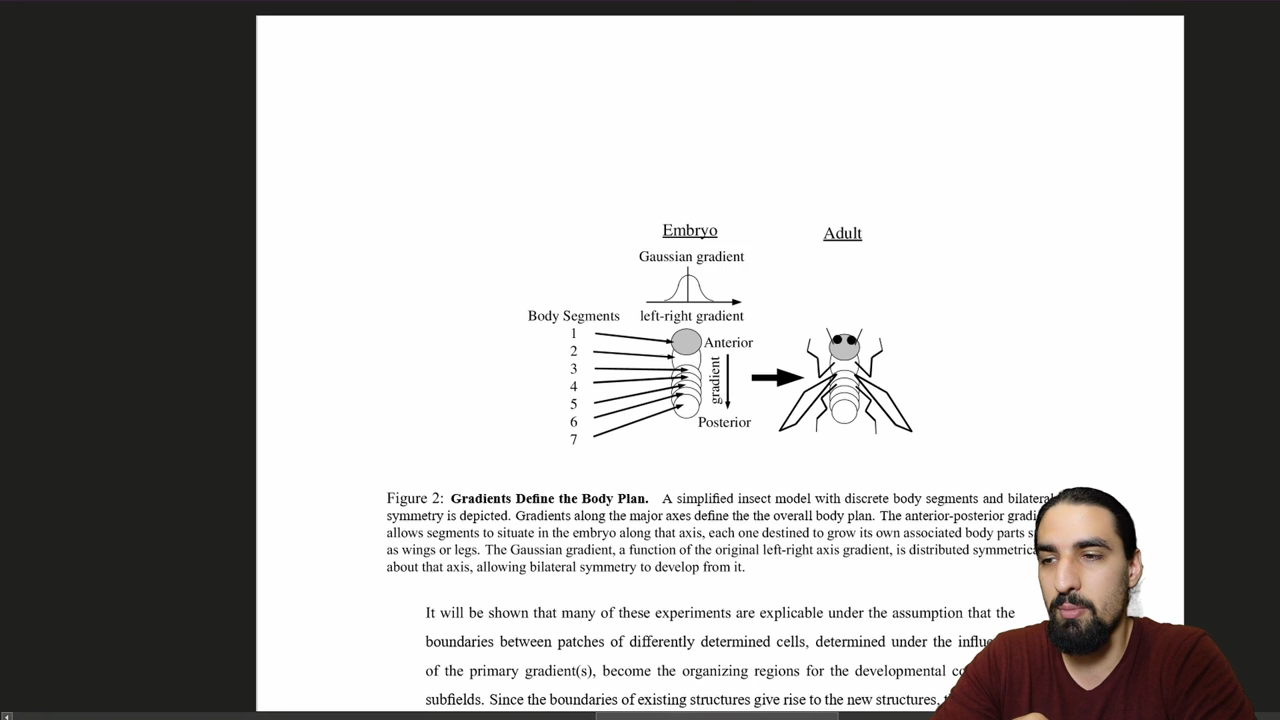 Embryo
Adult
Gaussian gradient
Body Segments
left-right gradient
1
2
3
4
5
6
7
Anterior
gradient
Posterior
Figure 2: Gradients Define the Body Plan. A simplified insect model with discrete body segments and bilateral
symmetry is depicted. Gradients along the major axes define the the overall body plan. The anterior-posterior
allows segments to situate in the embryo along that axis, each one destined to grow its own associated body parts
as wings or legs. The Gaussian gradient, a function of the original left-right axis gradient, is distributed
about that axis, allowing bilateral symmetry to develop from it.
It will be shown that many of these experiments are explicable under the assumption that the
boundaries between patches of differently determined cells, determined under the
of the primary gradient(s), become the organizing regions for the developmental
subfields. Since the boundaries of existing structures give rise to the new structures,